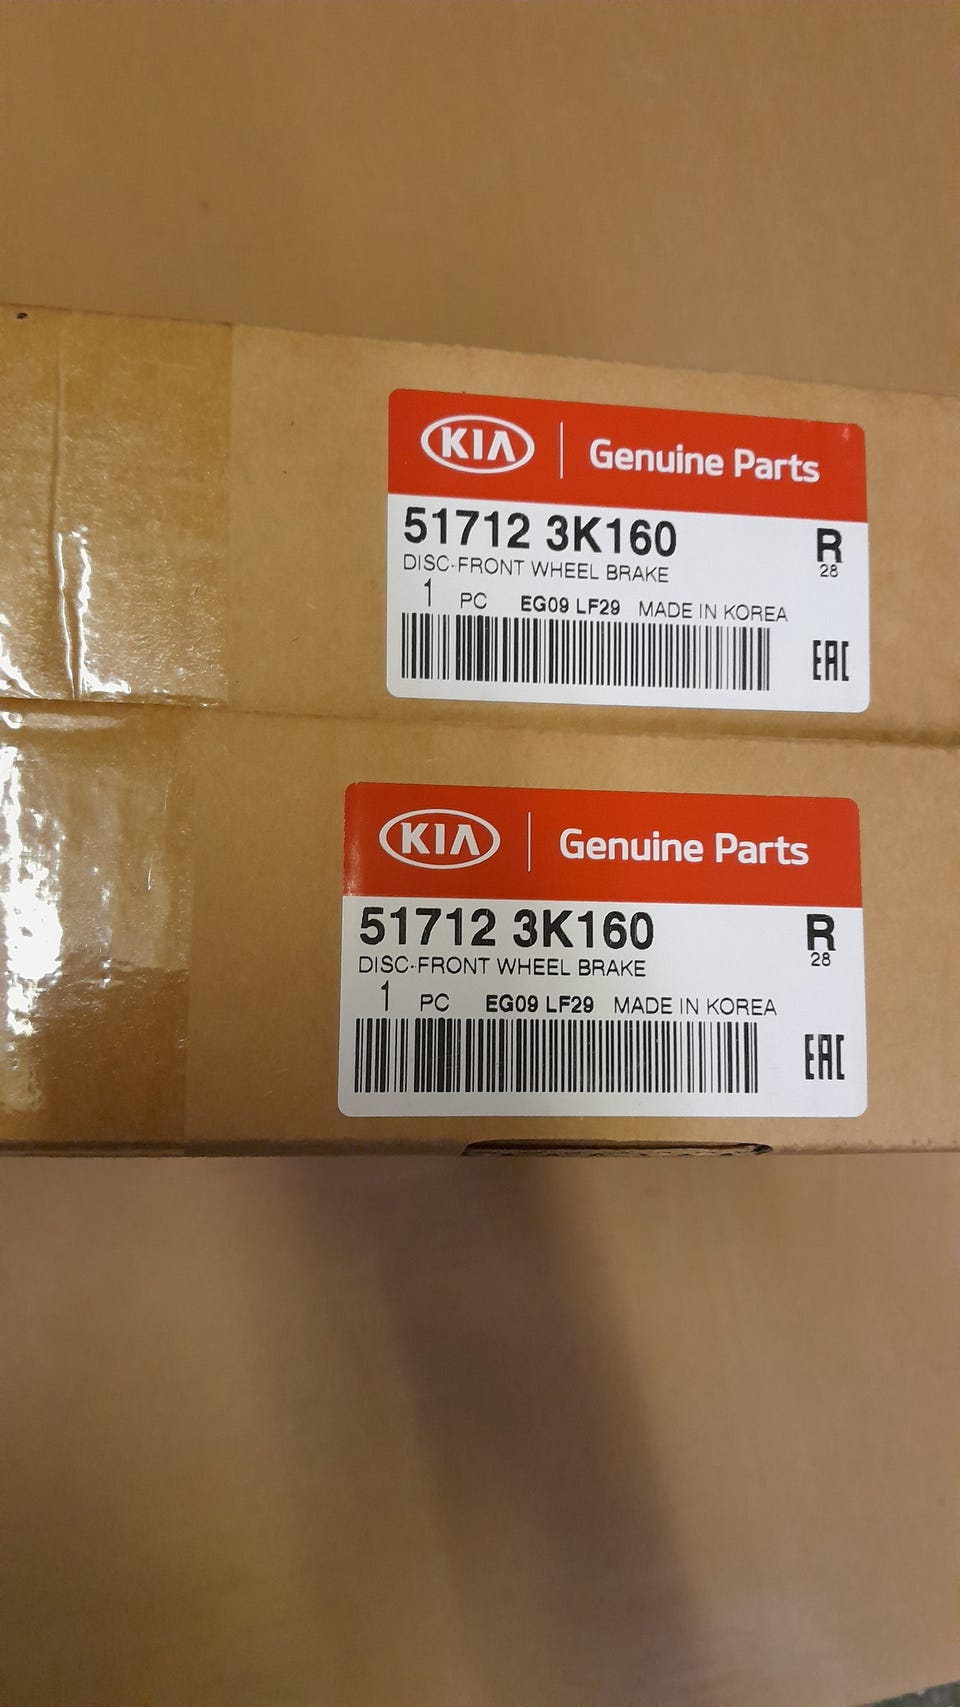 KIA Genuine Parts
51712 3K160 R
DISC-FRONT WHEEL BRAKE 28
1 PC EG09 LF29 MADE IN KOREA
EAC
KIA Genuine Parts
51712 3K160 R
DISC-FRONT WHEEL BRAKE 28
1 PC EG09 LF29 MADE IN KOREA
EAC